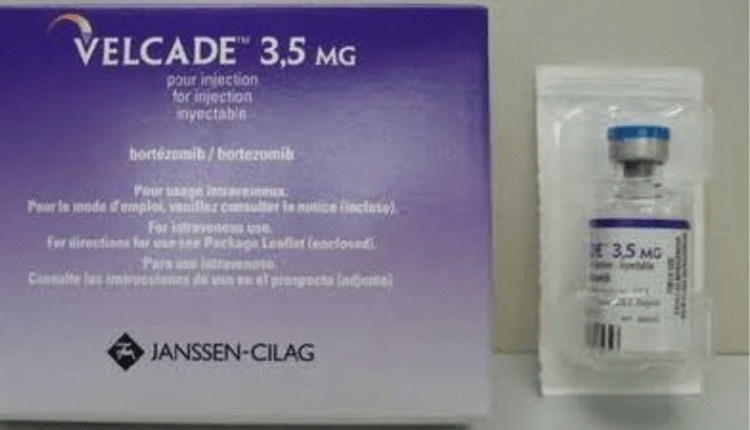 VELCADE™ 3,5 MG
pour injection
for injection
inyectable
bortézomib / bortezomib
Pour usage intraveineux.
Pour le mode d'emploi, veuillez consulter la notice (incluse).
For intravenous use.
For directions for use see Package Leaflet (enclosed).
Para uso intravenoso.
Consulte las instrucciones de uso en el prospecto (adjunto)
JANSSEN-CILAG
CADE 3,5 MG
injectable